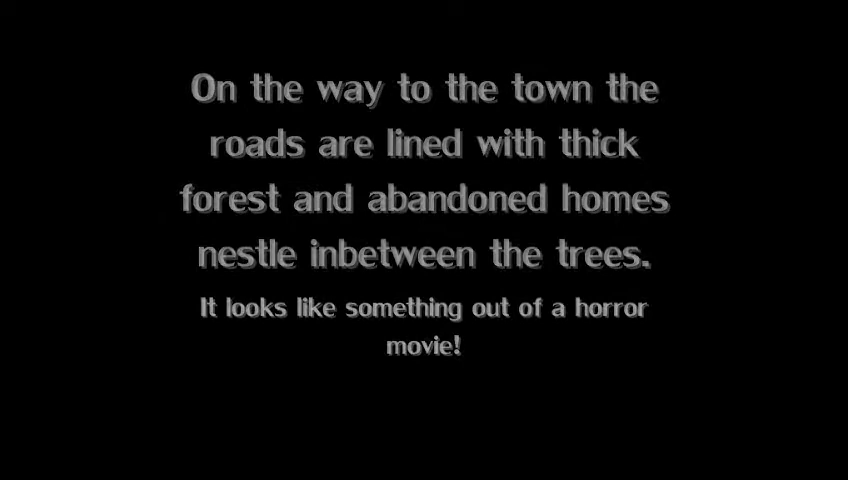 On the way to the town the
roads are lined with thick
forest and abandoned homes
nestle inbetween the trees.
It looks like something out of a horror
movie!